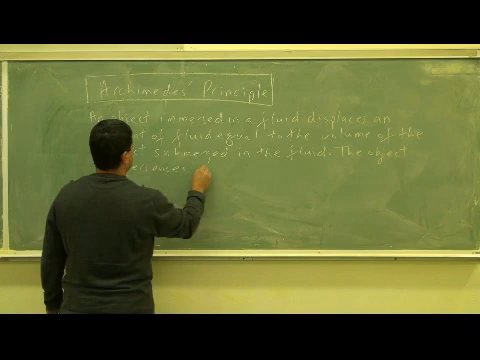 Archimedes' Principle
An object immersed in a fluid displaces an
of fluid equal to the volume of the
submerged in the fluid. The object